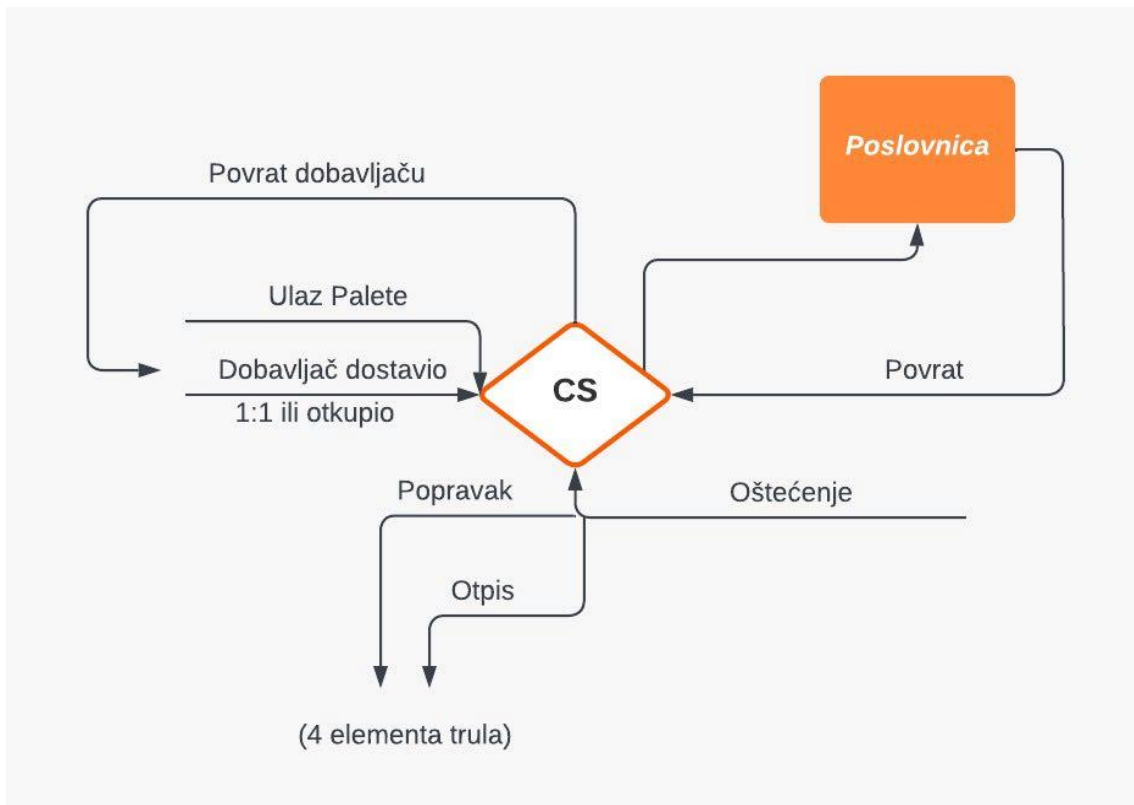 Poslovnica
Povrat dobavljaču
Ulaz Palete
Dobavljač dostavio
1:1 ili otkupio
CS
Povrat
Popravak
Oštećenje
Otpis
(4 elementa trula)